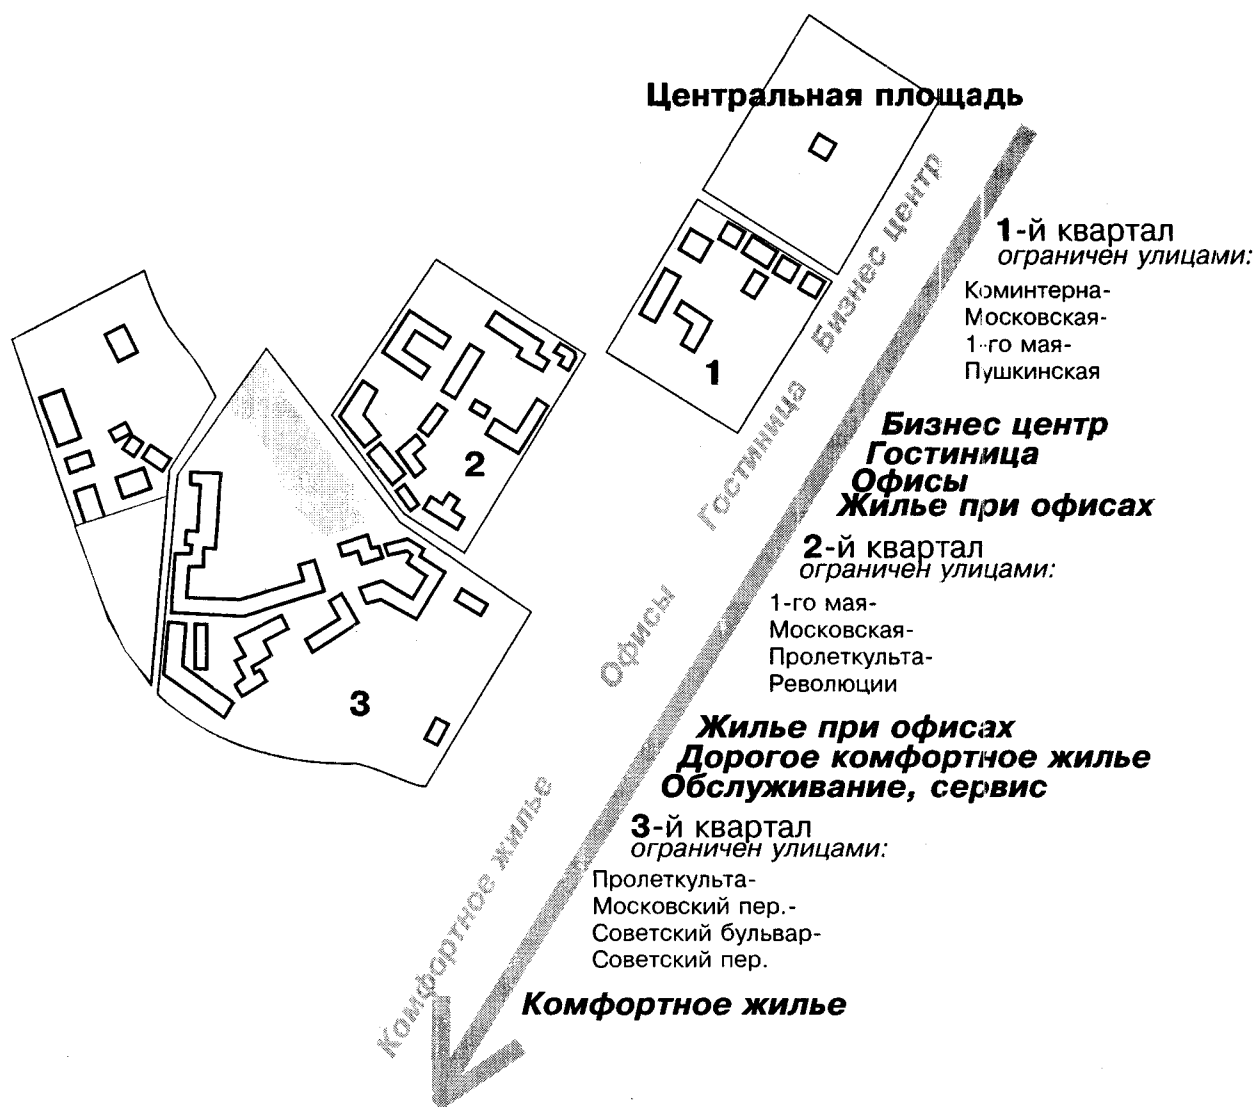 Центральная площадь
Бизнес центр
1-й квартал
ограничен улицами:
Коминтерна-
Московская-
1-го мая-
Пушкинская
1
Гостиница
Бизнес центр
Гостиница
Офисы
Жилье при офисах
2
2-й квартал
ограничен улицами:
1-го мая-
Московская-
Пролеткульта-
Революции
Офисы
3
Жилье при офисах
Дорогое комфортное жилье
Обслуживание, сервис
3-й квартал
ограничен улицами:
Пролеткульта-
Московский пер.-
Советский бульвар-
Советский пер.
Комфортное жилье
Комфортное жилье